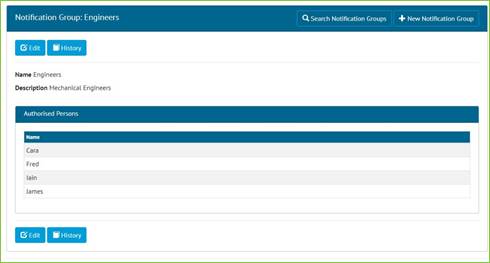 Notification Group: Engineers
Search Notification Groups
New Notification Group
Edit
History
Name Engineers
Description Mechanical Engineers
Authorised Persons
Name
Cara
Fred
Iain
James
Edit
History